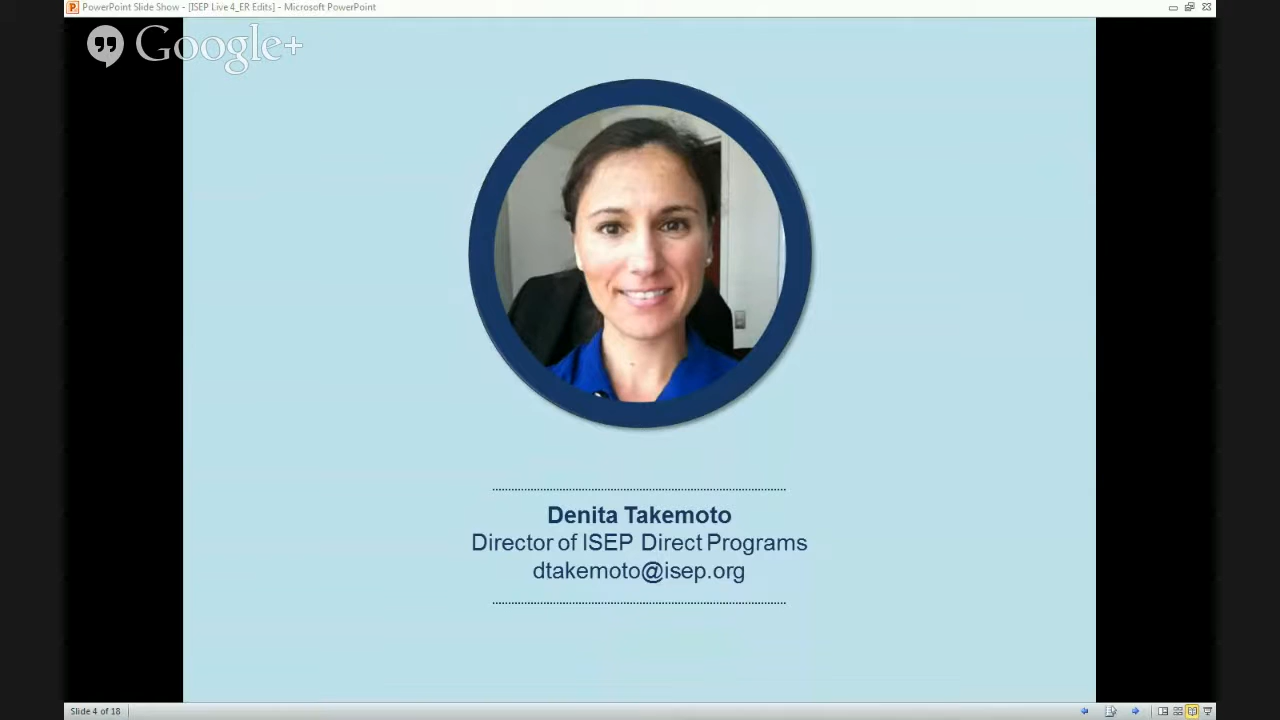 PowerPoint Slide Show - [ISEP Live 4_ER Edits] - Microsoft PowerPoint
Google+
Denita Takemoto
Director of ISEP Direct Programs
dtakemoto@isep.org
Slide 4 of 18